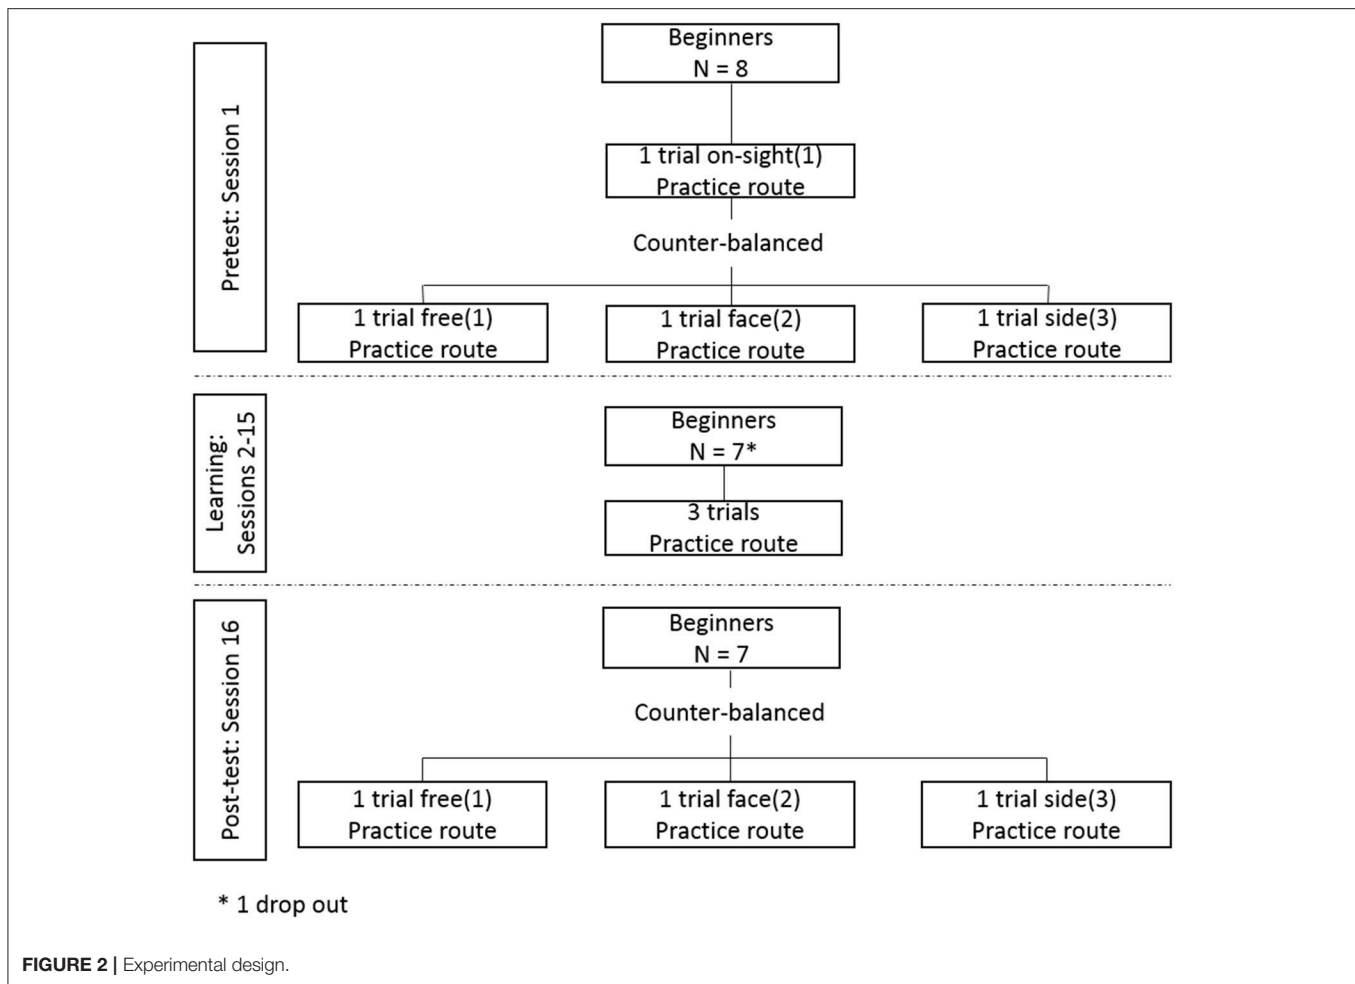 Pretest: Session 1
Beginners
N = 8
1 trial on-sight(1)
Practice route
Counter-balanced
1 trial free(1)
Practice route
1 trial face(2)
Practice route
1 trial side(3)
Practice route
Learning:
Sessions 2-15
Beginners
N = 7*
3 trials
Practice route
Post-test: Session 16
Beginners
N = 7
Counter-balanced
1 trial free(1)
Practice route
1 trial face(2)
Practice route
1 trial side(3)
Practice route
* 1 drop out
FIGURE 2 | Experimental design.